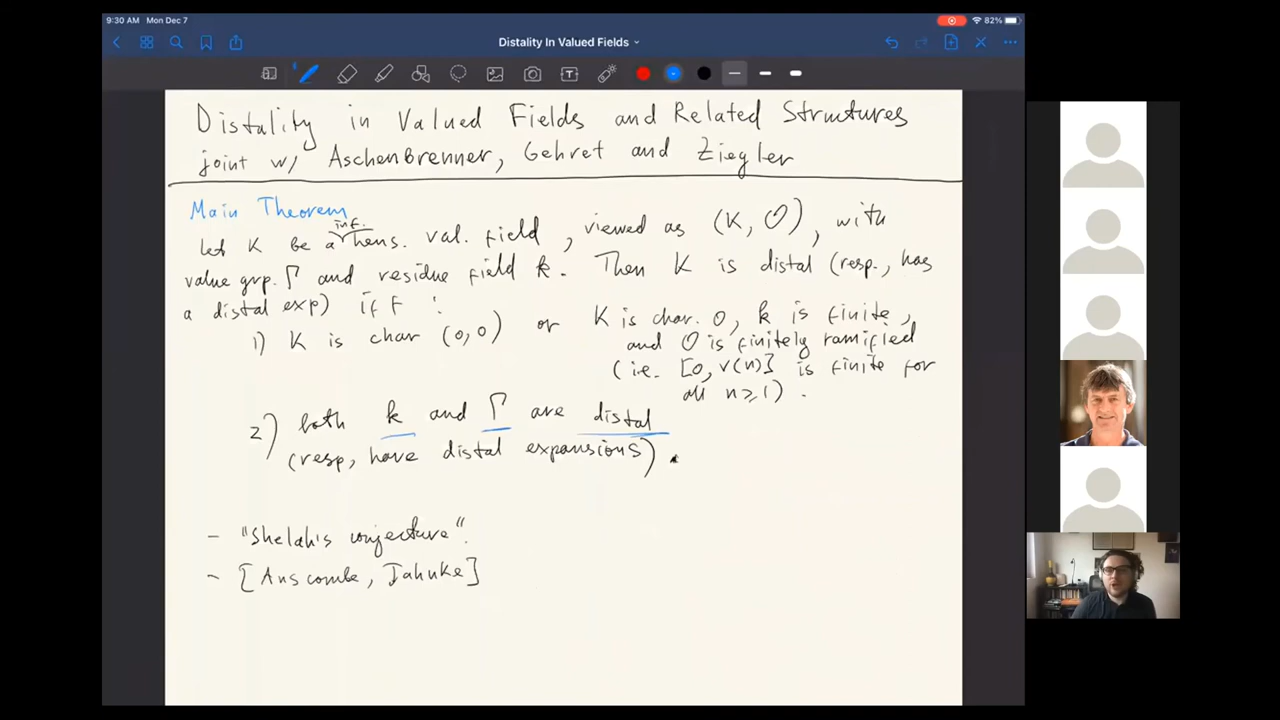 9:30 AM Mon Dec 7
82%
Distality In Valued Fields
Distality in Valued Fields and Related Structures
joint w/ Aschenbrenner, Gehret and Ziegler
Main Theorem
inf.
Let K be a hens. val. field, viewed as (K, 𝒪), with
value grp. Γ and residue field k. Then K is distal (resp., has
a distal exp) iff :
1) K is char (0,0) or K is char. 0, k is finite,
and 𝒪 is finitely ramified
(i.e. [0, v(n)] is finite for
all n ≥ 1).
2) both k and Γ are distal
(resp, have distal expansions).
- "Shelah's conjecture".
- [Anscombe, Jahnke]